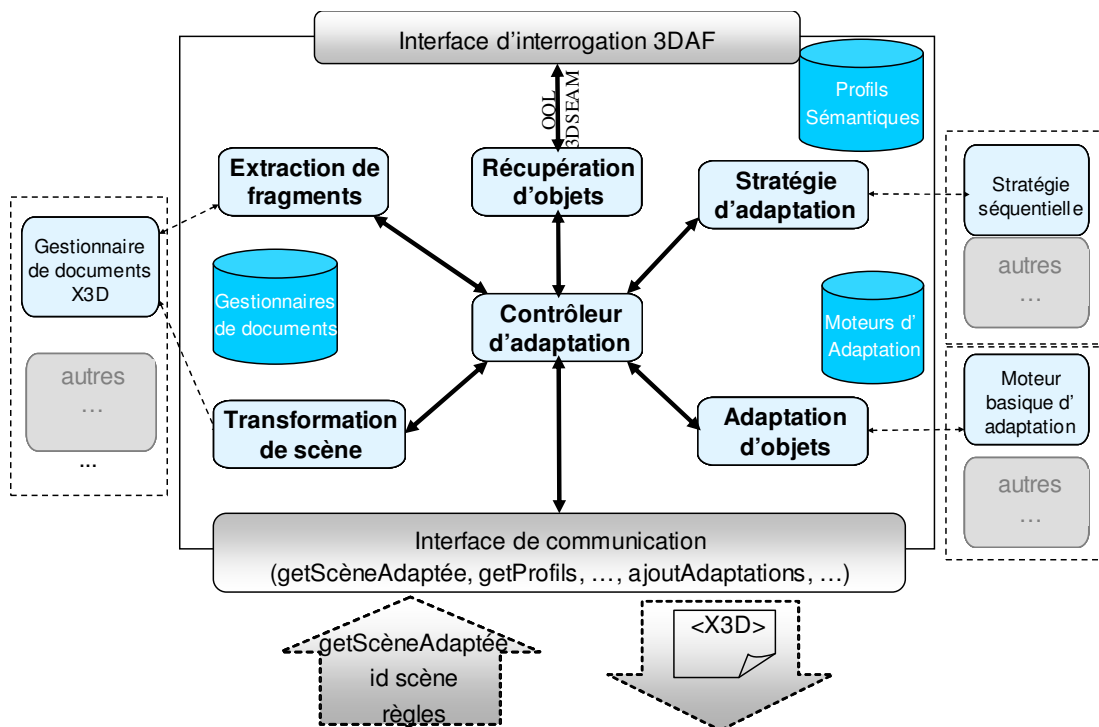 Interface d'interrogation 3DAF
OQL
3DSEAM
Profils
Sémantiques
Extraction de
fragments
Récupération
d'objets
Stratégie
d'adaptation
Stratégie
séquentielle
autres
…
Gestionnaire
de documents
X3D
autres
…
...
Gestionnaires
de documents
Contrôleur
d'adaptation
Moteurs d'
Adaptation
Transformation
de scène
Adaptation
d'objets
Moteur
basique d'
adaptation
autres
…
Interface de communication
(getScèneAdaptée, getProfils, …, ajoutAdaptations, …)
getScèneAdaptée
id scène
règles
<X3D>